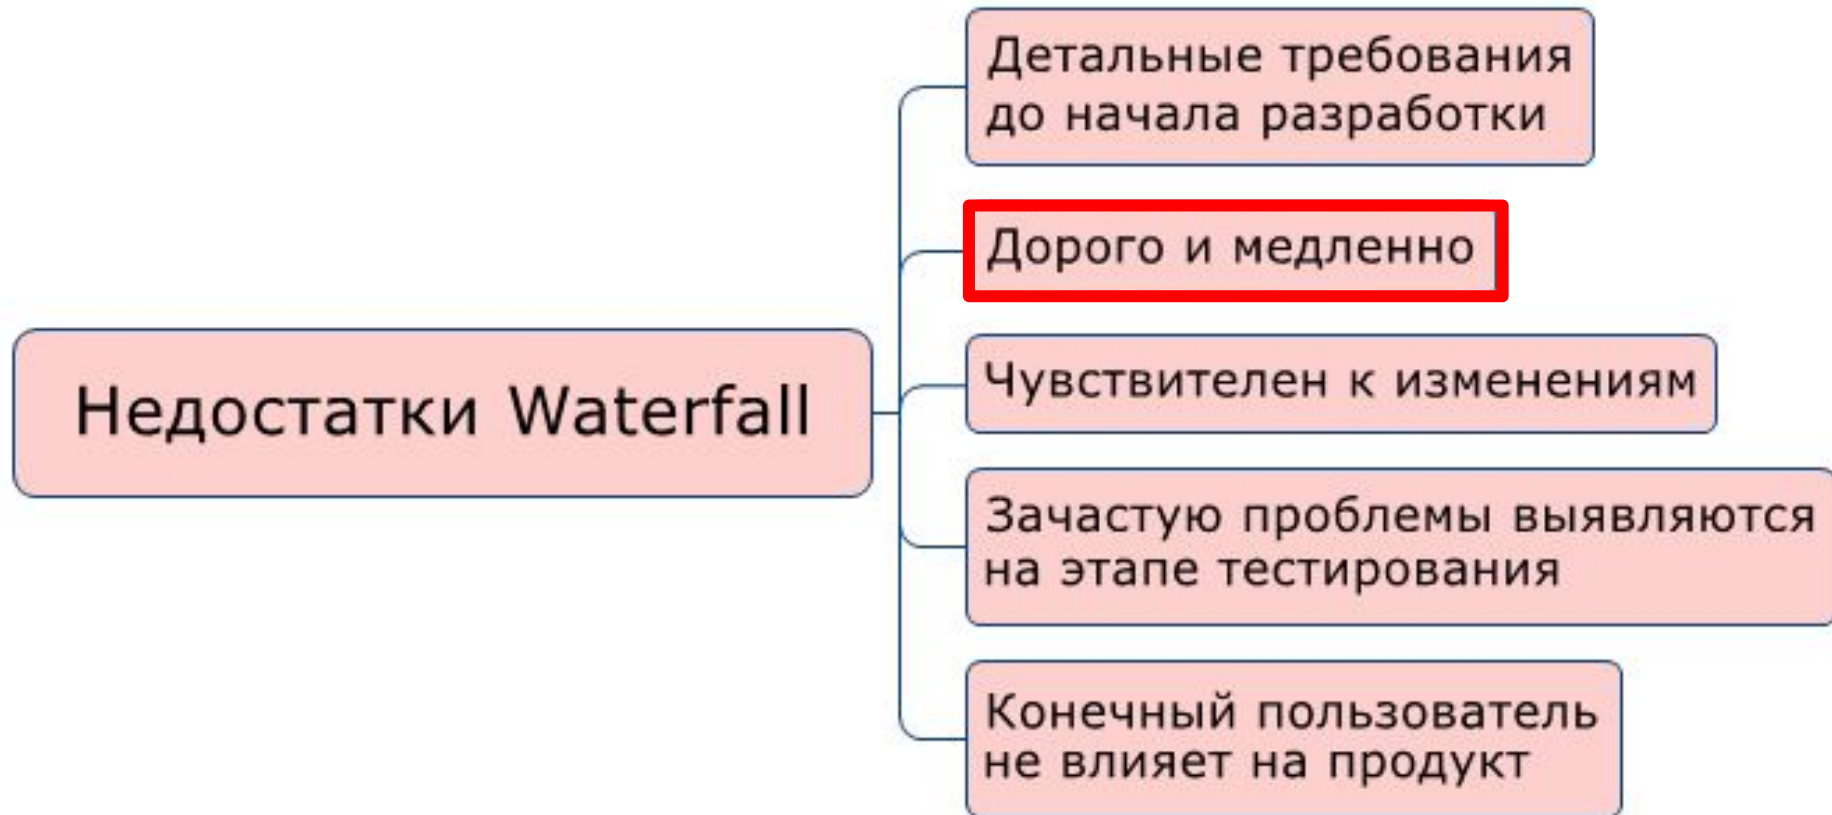 Детальные требования
до начала разработки
Дорого и медленно
Недостатки Waterfall
Чувствителен к изменениям
Зачастую проблемы выявляются
на этапе тестирования
Конечный пользователь
не влияет на продукт